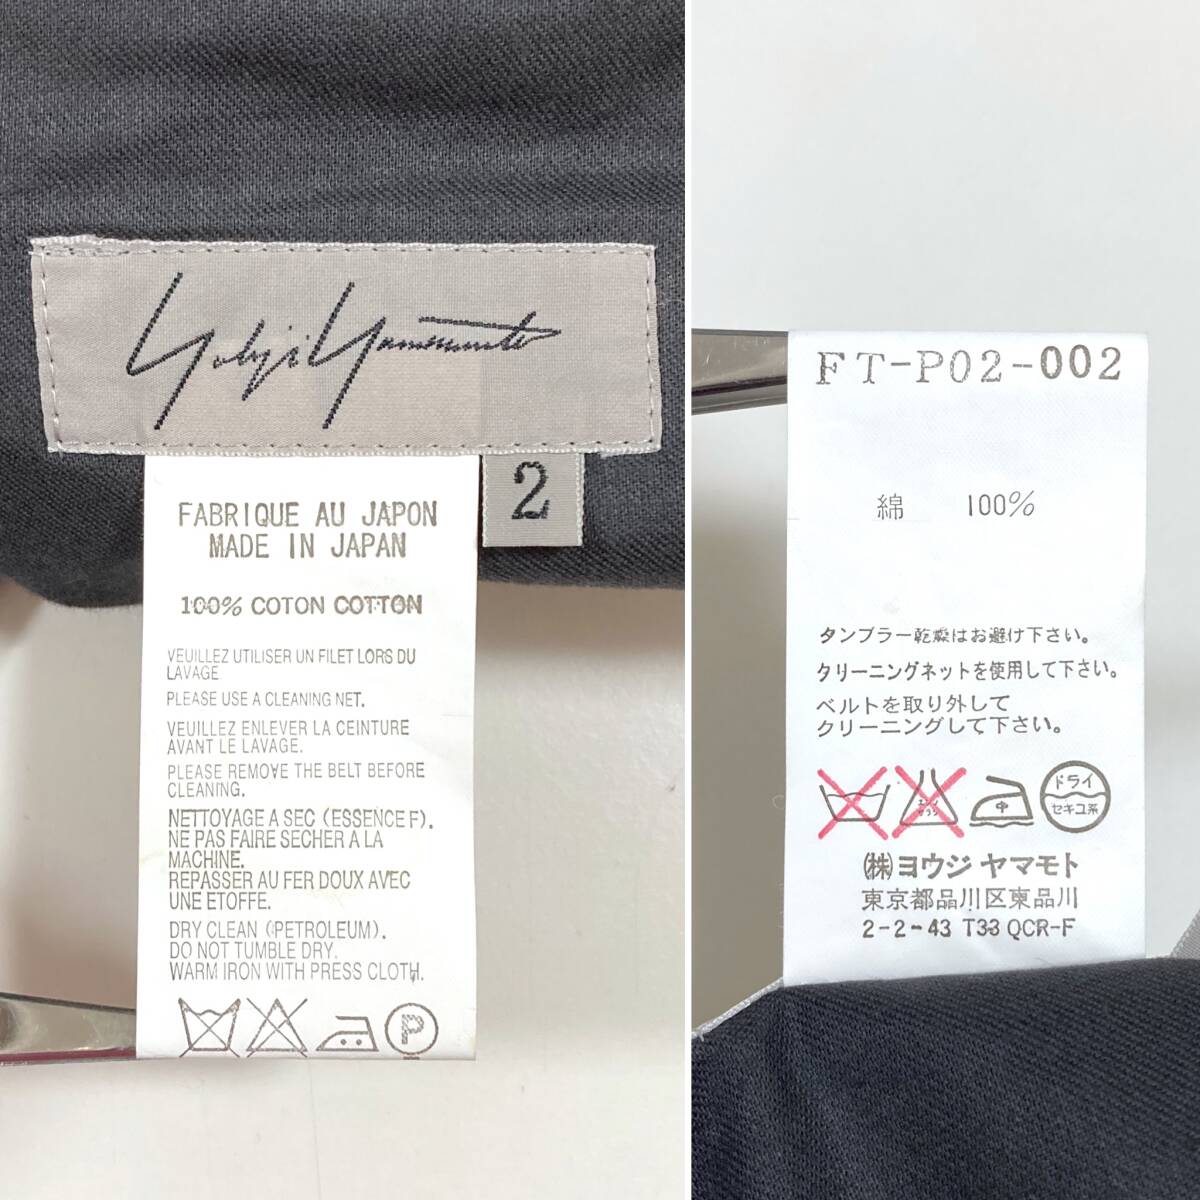 Yohji Yamamoto
2
FABRIQUE AU JAPON
MADE IN JAPAN
100% COTON COTTON
VEUILLEZ UTILISER UN FILET LORS DU
LAVAGE
PLEASE USE A CLEANING NET.
VEUILLEZ ENLEVER LA CEINTURE
AVANT LE LAVAGE.
PLEASE REMOVE THE BELT BEFORE
CLEANING.
NETTOYAGE A SEC (ESSENCE F).
NE PAS FAIRE SECHER A LA
MACHINE.
REPASSER AU FER DOUX AVEC
UNE ETOFFE.
DRY CLEAN (PETROLEUM).
DO NOT TUMBLE DRY.
WARM IRON WITH PRESS CLOTH.
P
FT-P02-002
綿 100%
タンブラー乾燥はお避け下さい。
クリーニングネットを使用して下さい。
ベルトを取り外して
クリーニングして下さい。
エンソ
サラシ
中
ドライ
セキユ系
㈱ヨウジ ヤマモト
東京都品川区東品川
2-2-43 T33 QCR-F